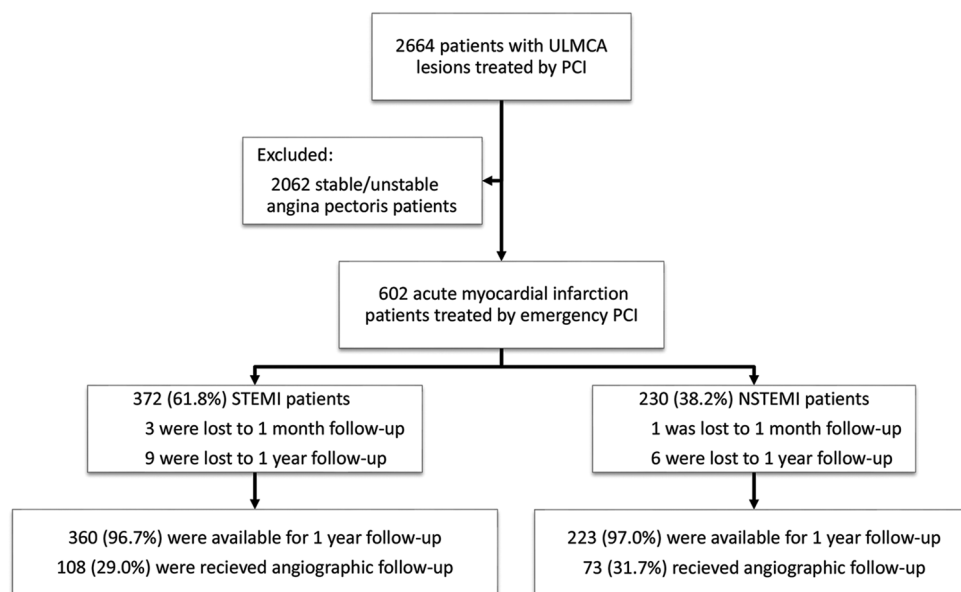 2664 patients with ULMCA
lesions treated by PCI
Excluded:
2062 stable/unstable
angina pectoris patients
602 acute myocardial infarction
patients treated by emergency PCI
372 (61.8%) STEMI patients
3 were lost to 1 month follow-up
9 were lost to 1 year follow-up
230 (38.2%) NSTEMI patients
1 was lost to 1 month follow-up
6 were lost to 1 year follow-up
360 (96.7%) were available for 1 year follow-up
108 (29.0%) were recieved angiographic follow-up
223 (97.0%) were available for 1 year follow-up
73 (31.7%) recieved angiographic follow-up